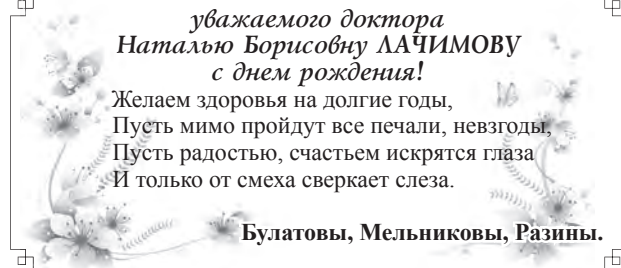 уважаемого доктора
Наталью Борисовну ЛАЧИМОВУ
с днем рождения!
Желаем здоровья на долгие годы,
Пусть мимо пройдут все печали, невзгоды,
Пусть радостью, счастьем искрятся глаза
И только от смеха сверкает слеза.
Булатовы, Мельниковы, Разины.